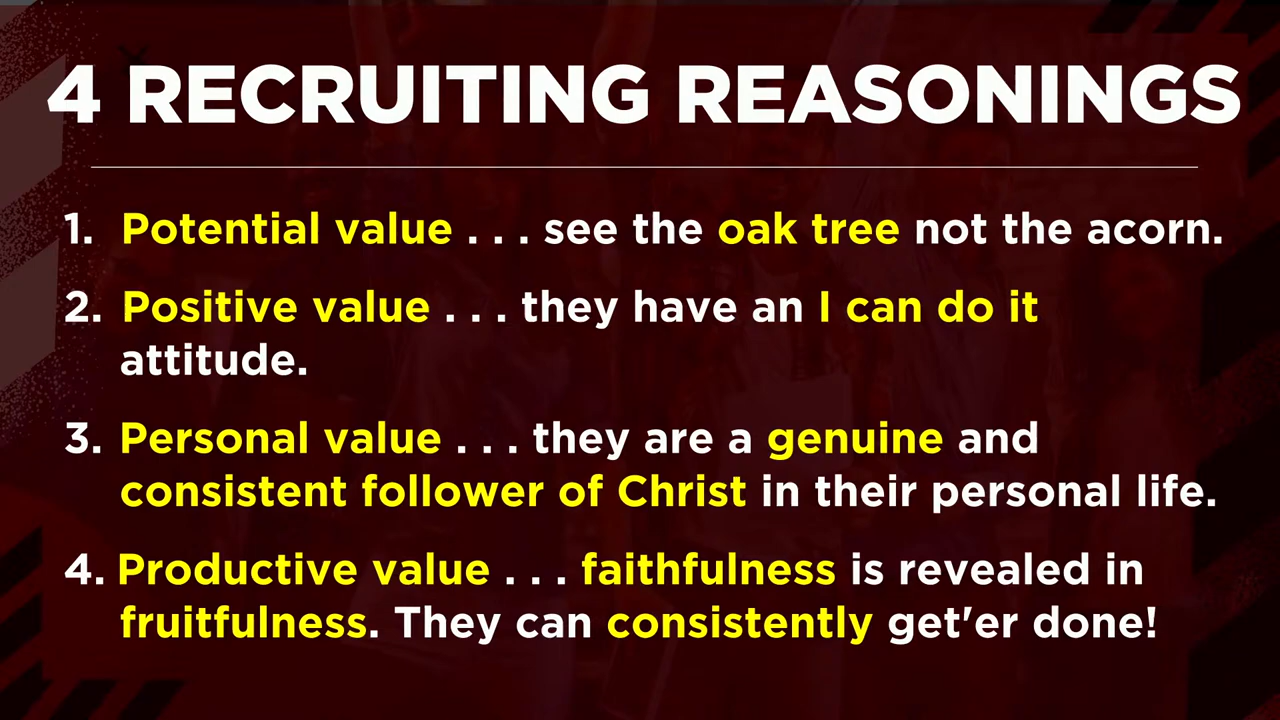 4 RECRUITING REASONINGS
1. Potential value . . . see the oak tree not the acorn.
2. Positive value . . . they have an I can do it
attitude.
3. Personal value . . . they are a genuine and
consistent follower of Christ in their personal life.
4. Productive value . . . faithfulness is revealed in
fruitfulness. They can consistently get'er done!